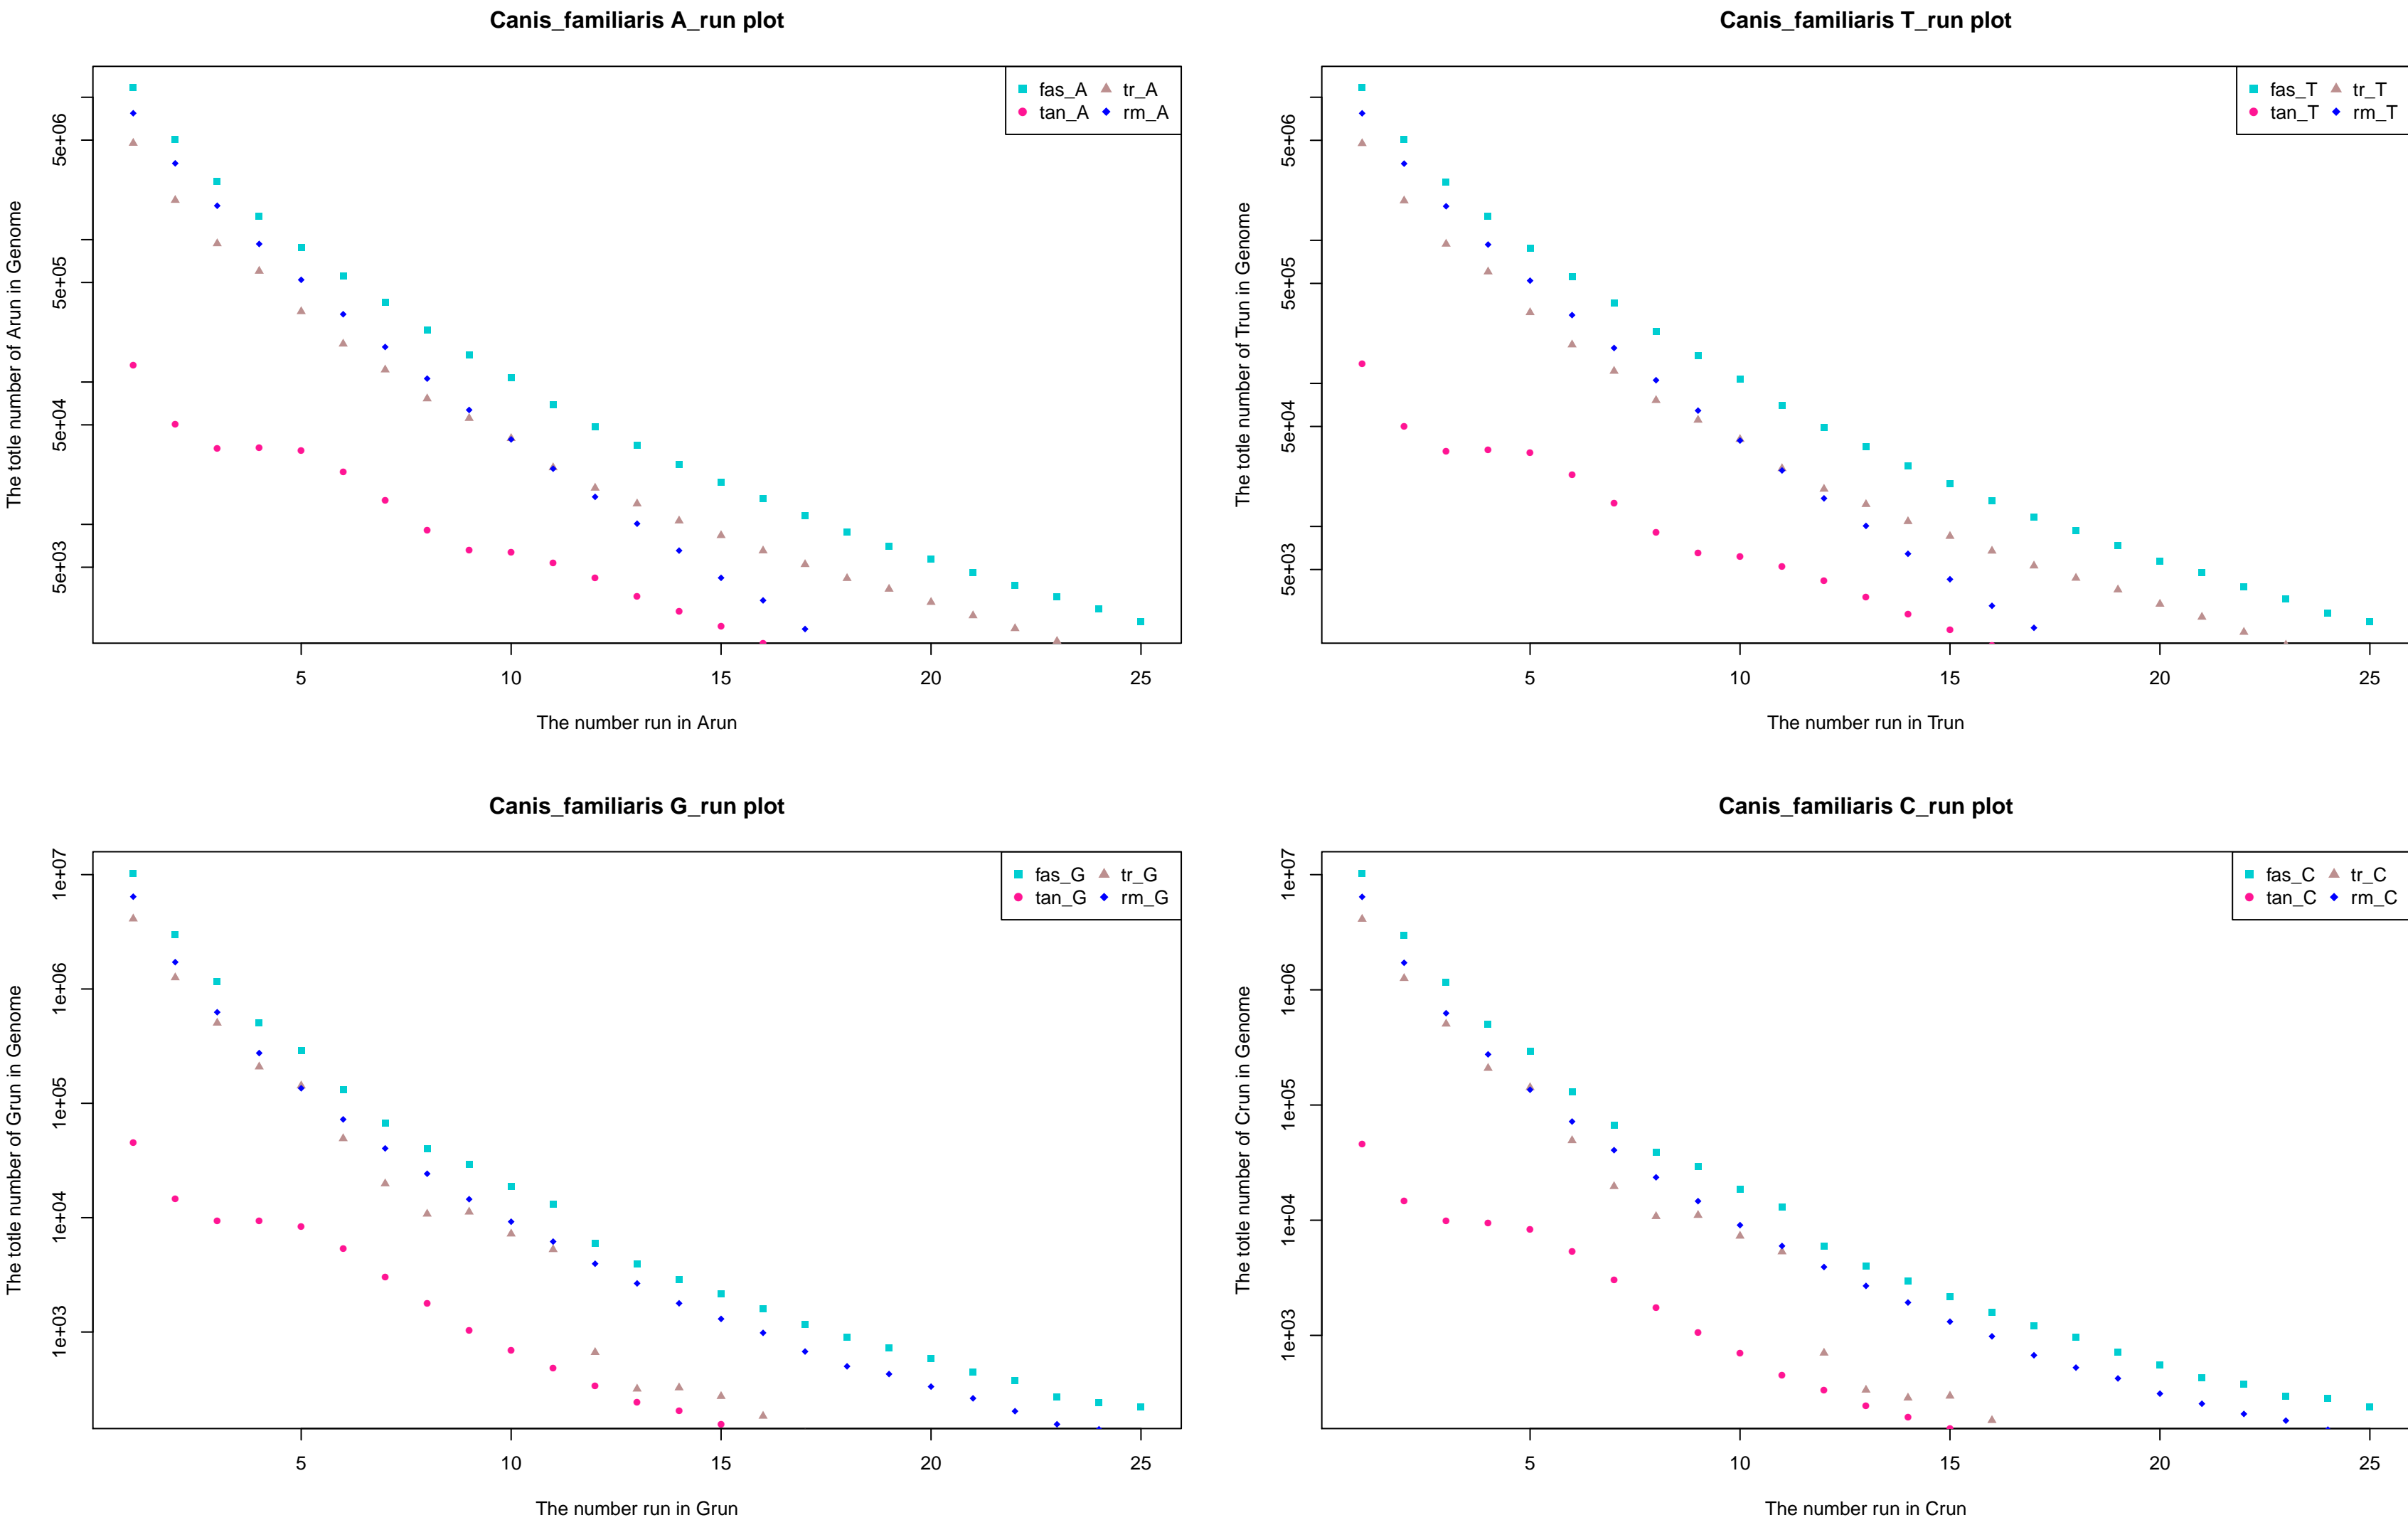 Canis_familiaris A_run plot
The totle number of Arun in Genome
5e+06
5e+05
5e+04
5e+03
fas_A tr_A
tan_A rm_A
5 10 15 20 25
The number run in Arun
Canis_familiaris T_run plot
The totle number of Trun in Genome
5e+06
5e+05
5e+04
5e+03
fas_T tr_T
tan_T rm_T
5 10 15 20 25
The number run in Trun
Canis_familiaris G_run plot
The totle number of Grun in Genome
1e+07
1e+06
1e+05
1e+04
1e+03
fas_G tr_G
tan_G rm_G
5 10 15 20 25
The number run in Grun
Canis_familiaris C_run plot
The totle number of Crun in Genome
1e+07
1e+06
1e+05
1e+04
1e+03
fas_C tr_C
tan_C rm_C
5 10 15 20 25
The number run in Crun